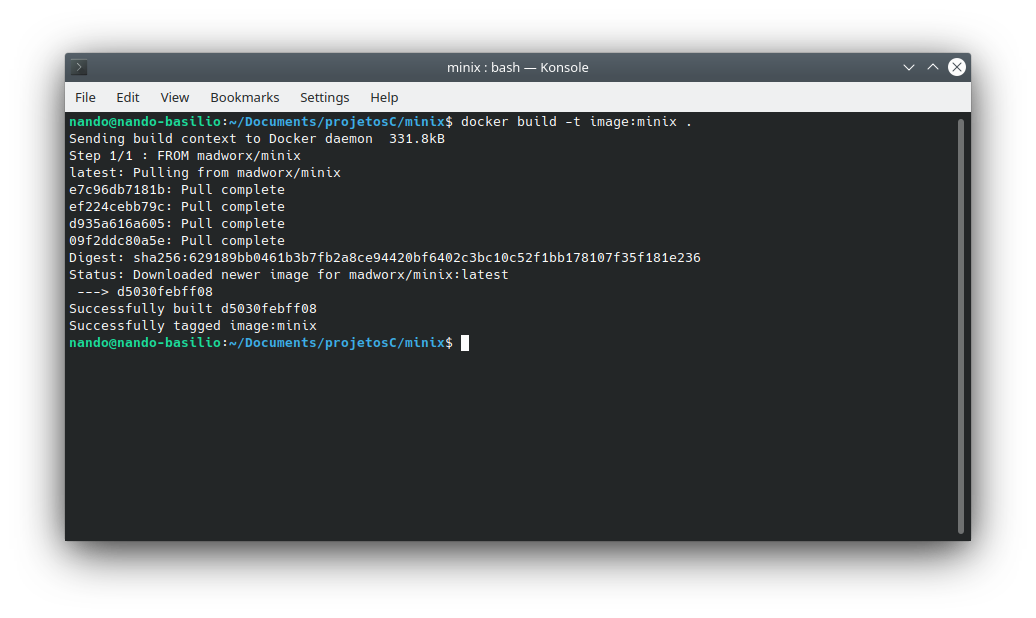 minix : bash — Konsole
File Edit View Bookmarks Settings Help
nando@nando-basilio:~/Documents/projetosC/minix$ docker build -t image:minix .
Sending build context to Docker daemon  331.8kB
Step 1/1 : FROM madworx/minix
latest: Pulling from madworx/minix
e7c96db7181b: Pull complete
ef224cebb79c: Pull complete
d935a616a605: Pull complete
09f2ddc80a5e: Pull complete
Digest: sha256:629189bb0461b3b7fb2a8ce94420bf6402c3bc10c52f1bb178107f35f181e236
Status: Downloaded newer image for madworx/minix:latest
 ---> d5030febff08
Successfully built d5030febff08
Successfully tagged image:minix
nando@nando-basilio:~/Documents/projetosC/minix$